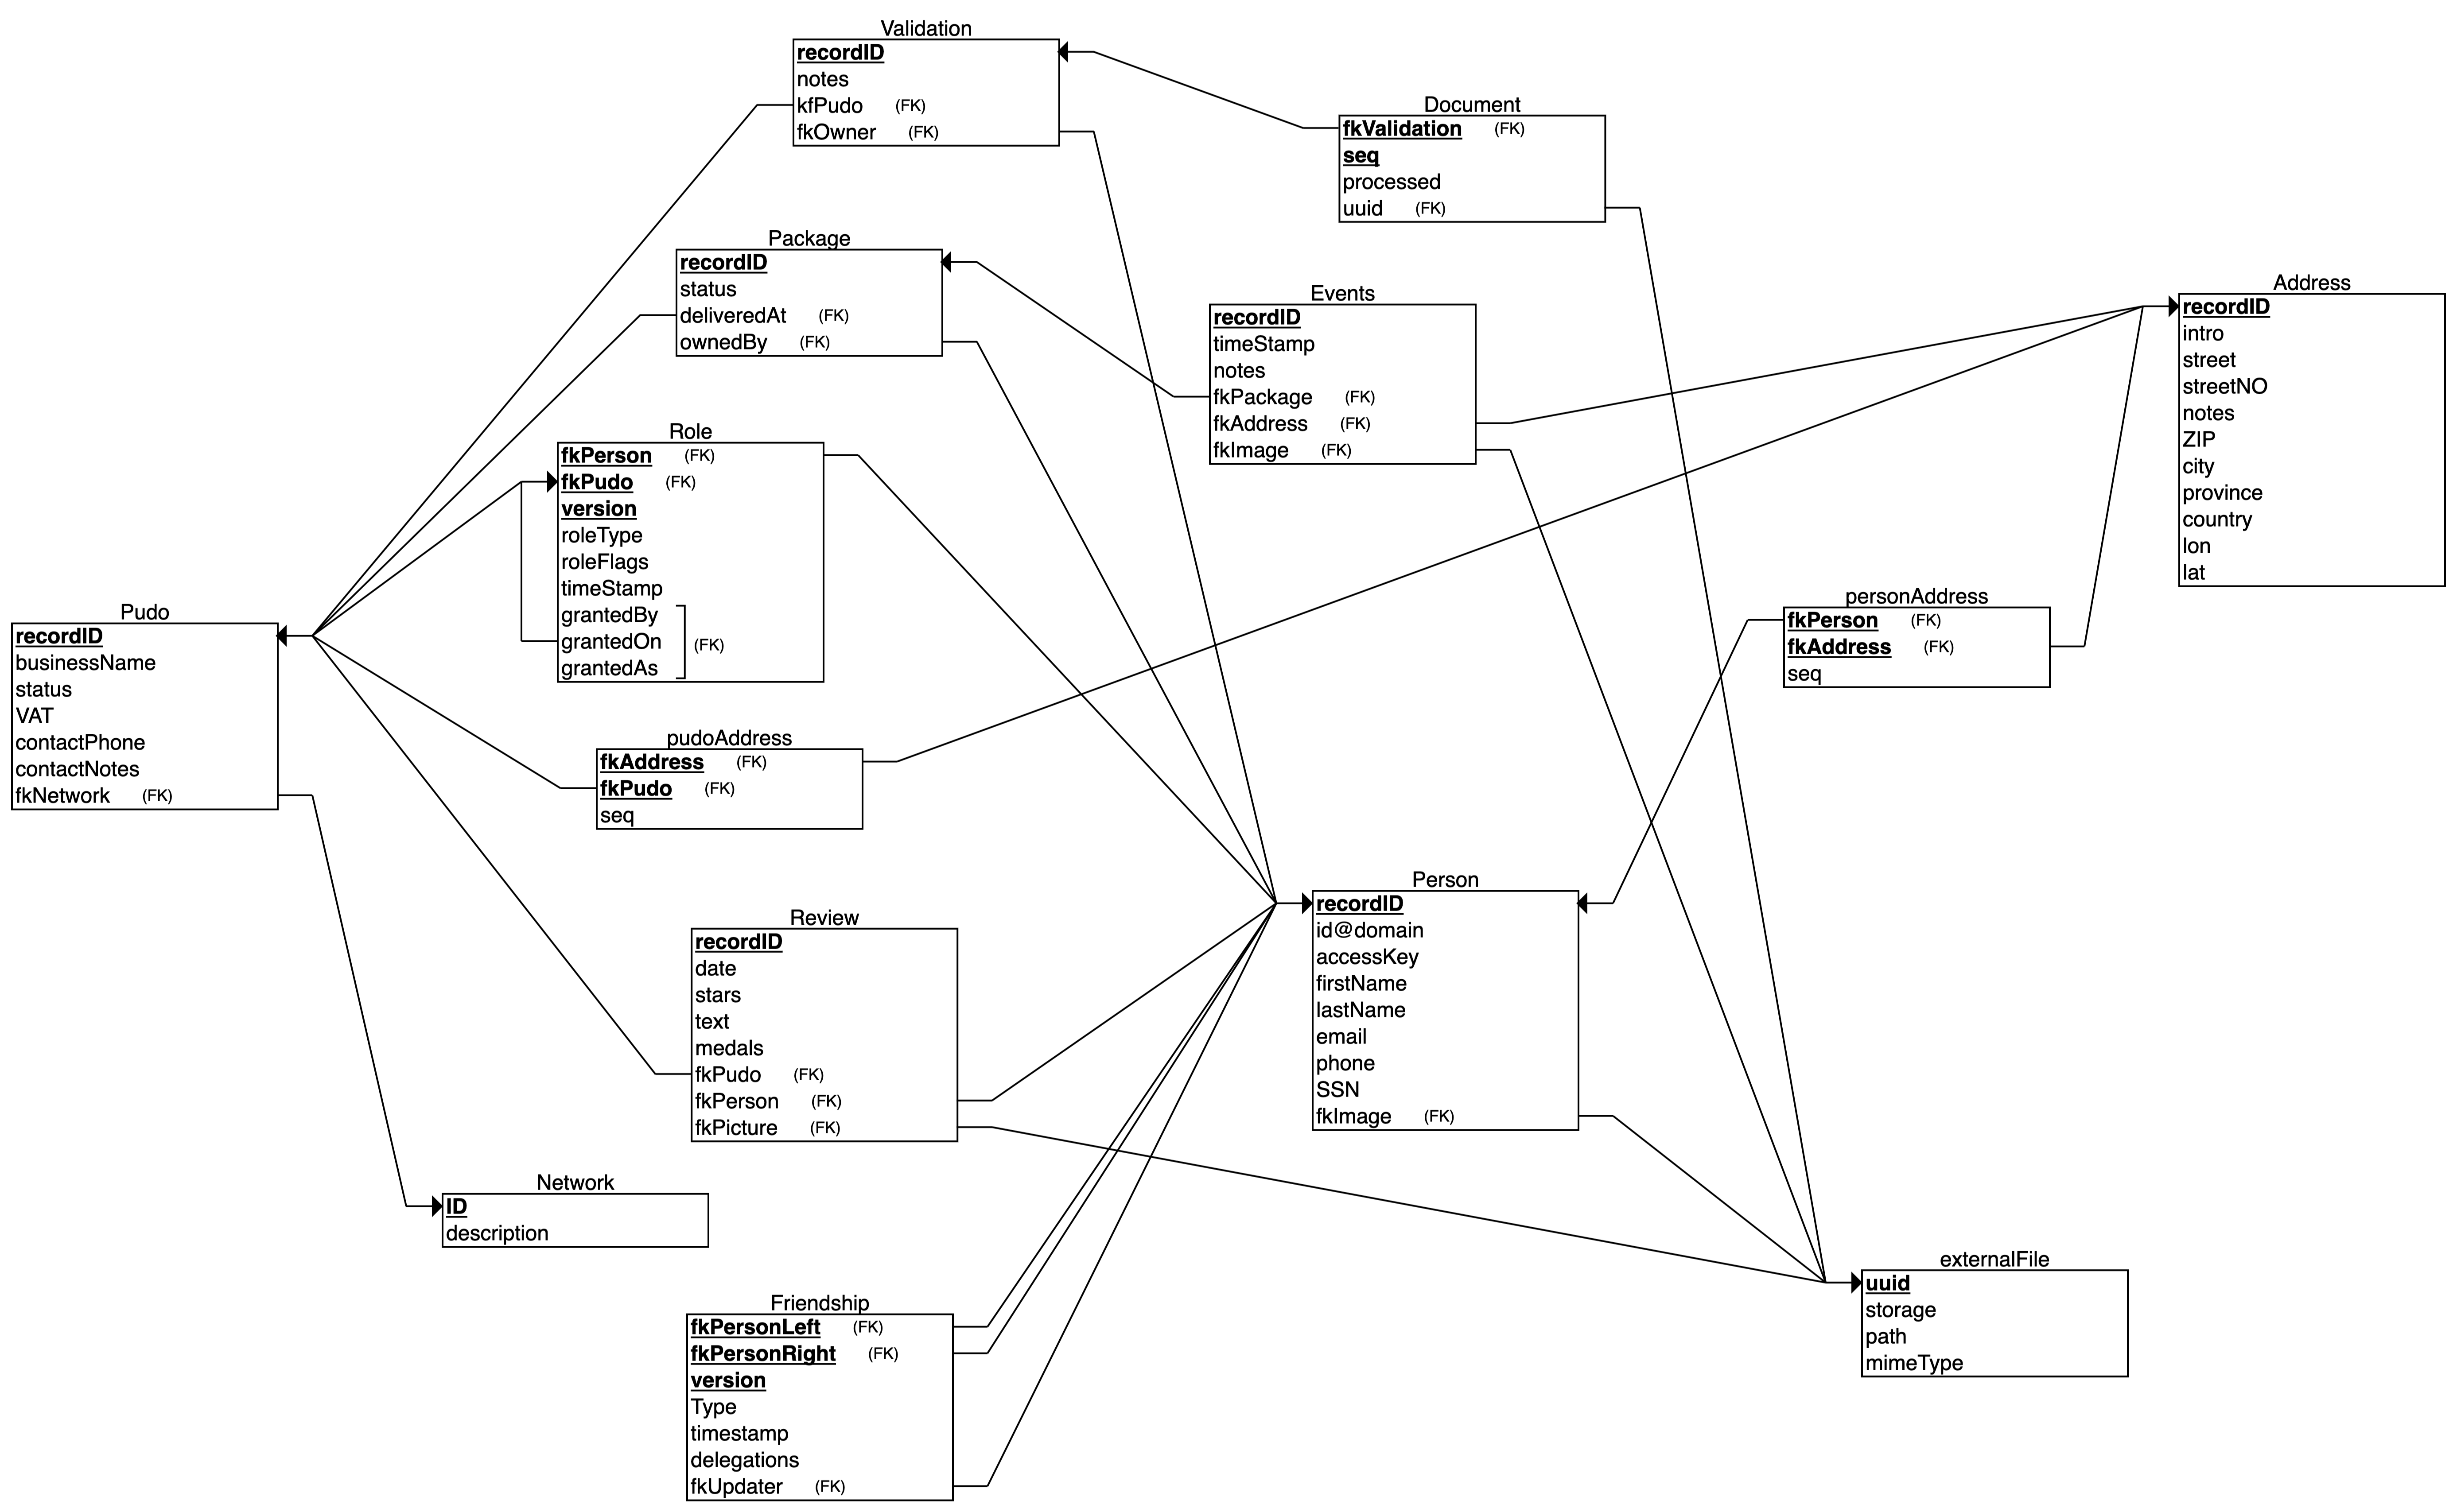 Validation
recordID
notes
kfPudo (FK)
fkOwner (FK)
Document
fkValidation (FK)
seq
processed
uuid (FK)
Package
recordID
status
deliveredAt (FK)
ownedBy (FK)
Events
recordID
timeStamp
notes
fkPackage (FK)
fkAddress (FK)
fkImage (FK)
Address
recordID
intro
street
streetNO
notes
ZIP
city
province
country
lon
lat
Role
fkPerson (FK)
fkPudo (FK)
version
roleType
roleFlags
timeStamp
grantedBy
grantedOn (FK)
grantedAs
Pudo
recordID
businessName
status
VAT
contactPhone
contactNotes
fkNetwork (FK)
personAddress
fkPerson (FK)
fkAddress (FK)
seq
pudoAddress
fkAddress (FK)
fkPudo (FK)
seq
Person
recordID
id@domain
accessKey
firstName
lastName
email
phone
SSN
fkImage (FK)
Review
recordID
date
stars
text
medals
fkPudo (FK)
fkPerson (FK)
fkPicture (FK)
Network
ID
description
externalFile
uuid
storage
path
mimeType
Friendship
fkPersonLeft (FK)
fkPersonRight (FK)
version
Type
timestamp
delegations
fkUpdater (FK)